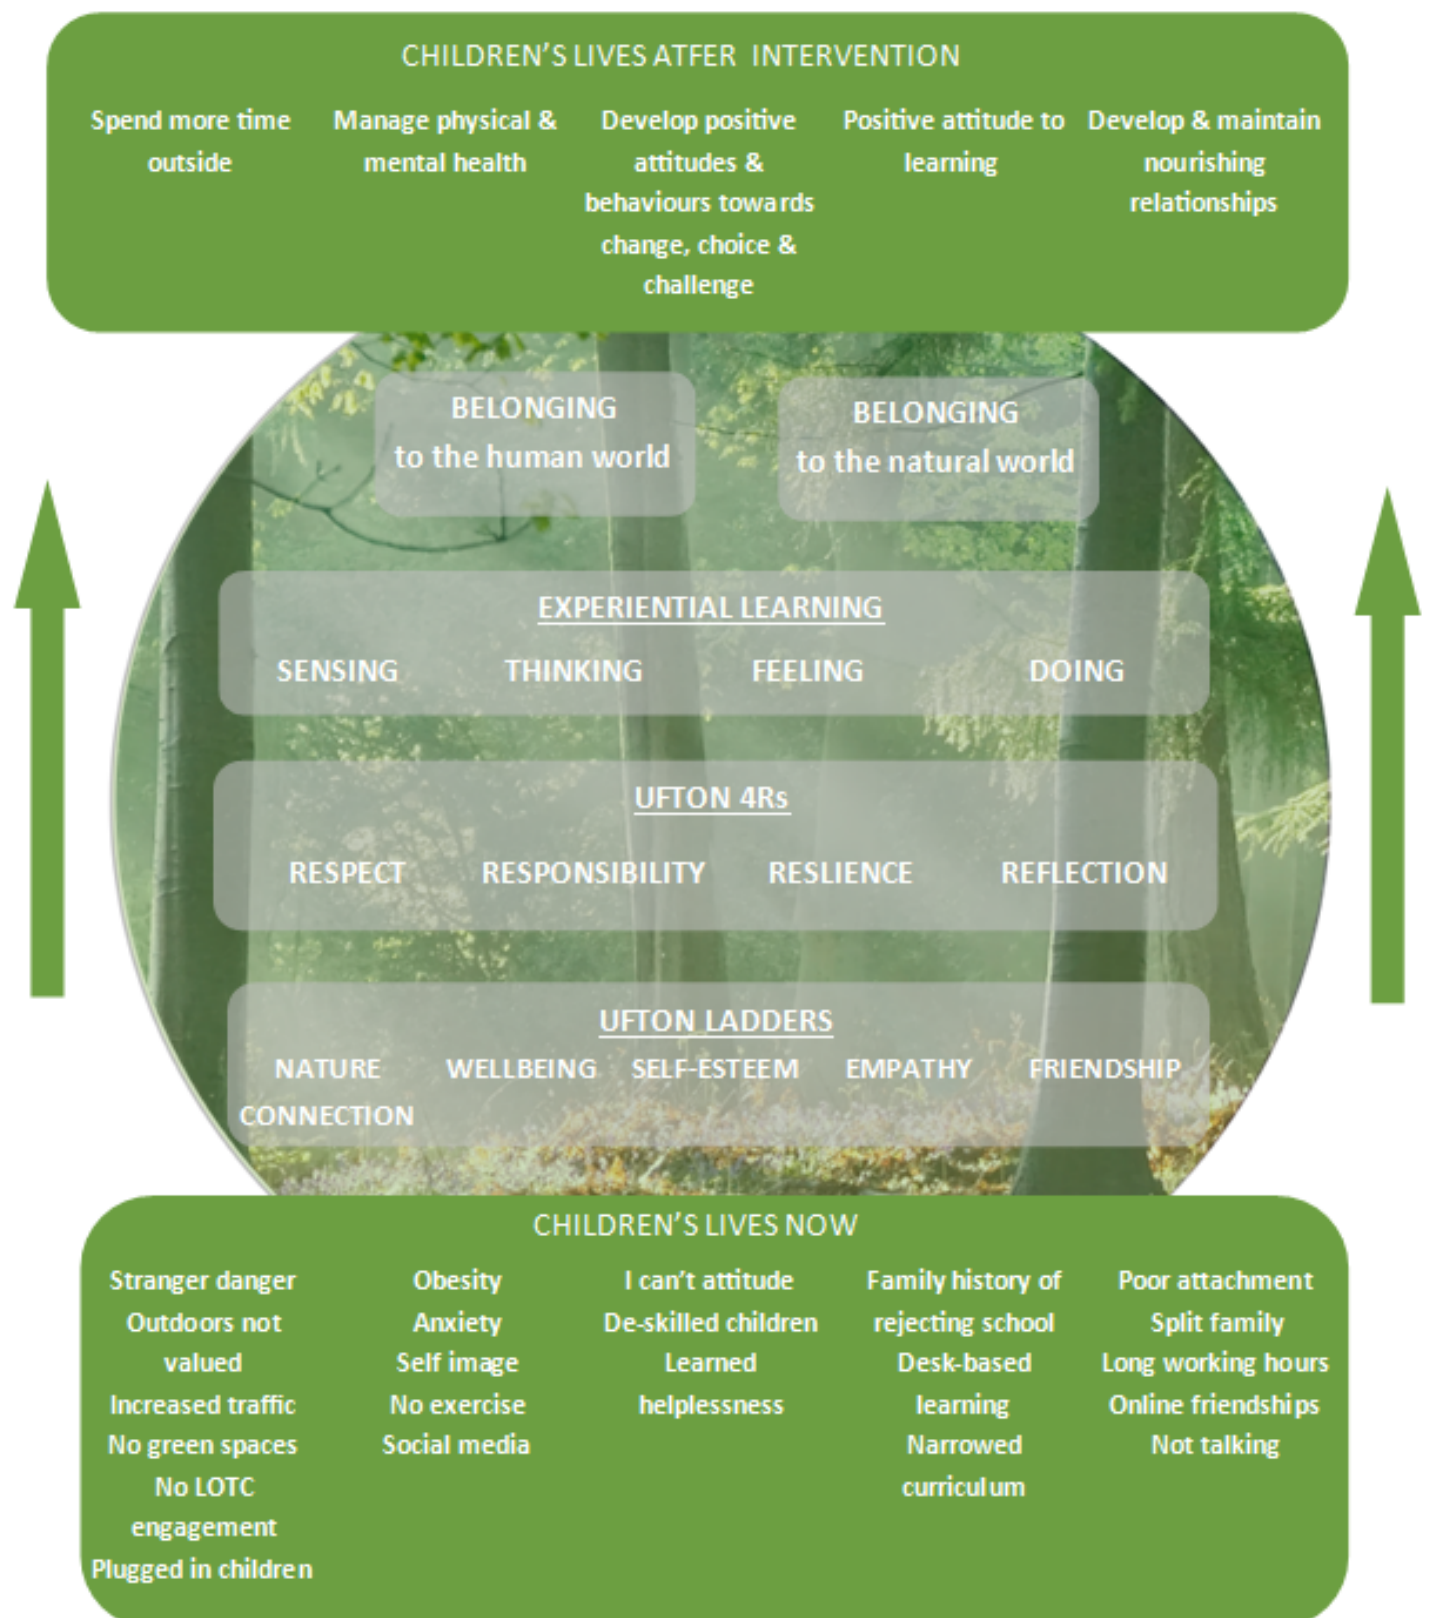 CHILDREN'S LIVES ATFER INTERVENTION
Spend more time
outside
Manage physical &
mental health
Develop positive
attitudes &
behaviours towards
change, choice &
challenge
Positive attitude to
learning
Develop & maintain
nourishing
relationships
BELONGING
to the human world
BELONGING
to the natural world
EXPERIENTIAL LEARNING
SENSING THINKING FEELING DOING
UFTON 4Rs
RESPECT RESPONSIBILITY RESLIENCE REFLECTION
UFTON LADDERS
NATURE
CONNECTION
WELLBEING SELF-ESTEEM EMPATHY FRIENDSHIP
CHILDREN'S LIVES NOW
Stranger danger
Outdoors not
valued
Increased traffic
No green spaces
No LOTC
engagement
Plugged in children
Obesity
Anxiety
Self image
No exercise
Social media
I can't attitude
De-skilled children
Learned
helplessness
Family history of
rejecting school
Desk-based
learning
Narrowed
curriculum
Poor attachment
Split family
Long working hours
Online friendships
Not talking